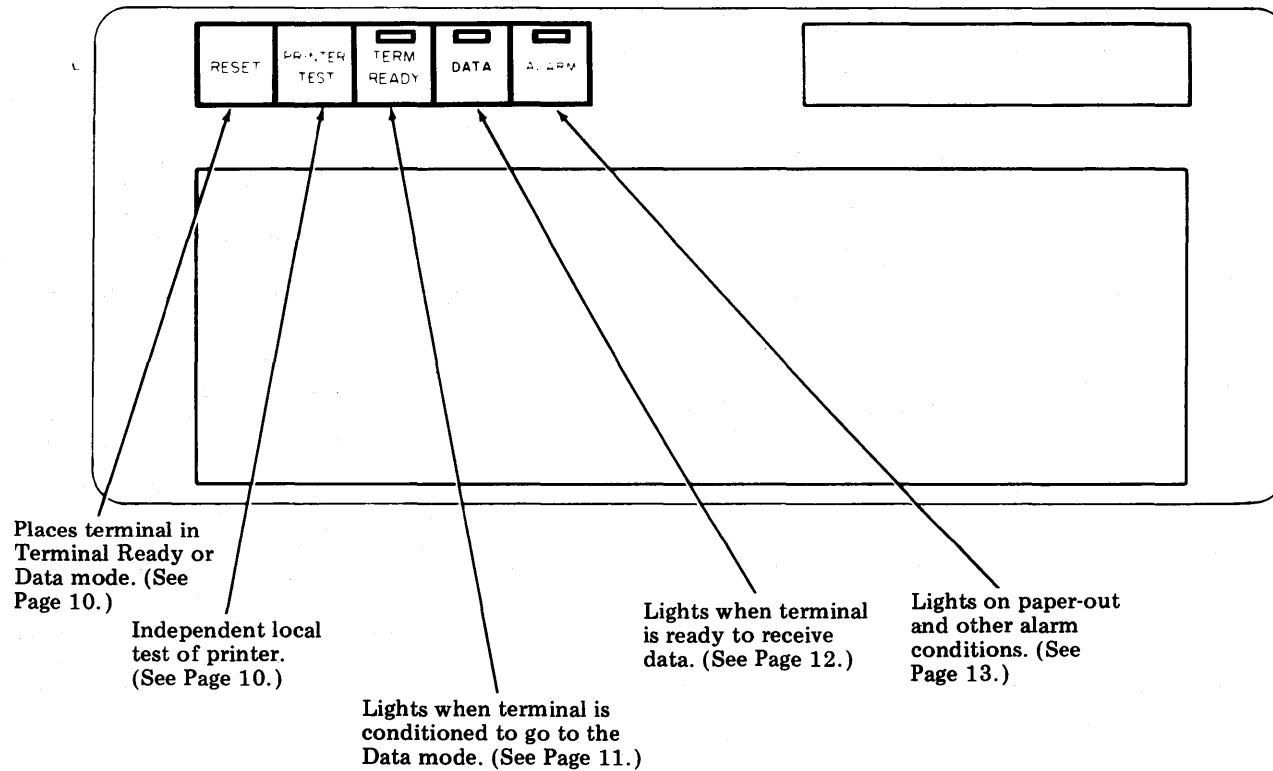 RESET
PRINTER
TEST
TERM
READY
DATA
ALARM
Places terminal in
Terminal Ready or
Data mode. (See
Page 10.)
Independent local
test of printer.
(See Page 10.)
Lights when terminal is
conditioned to go to the
Data mode. (See Page 11.)
Lights when terminal
is ready to receive
data. (See Page 12.)
Lights on paper-out
and other alarm
conditions. (See
Page 13.)